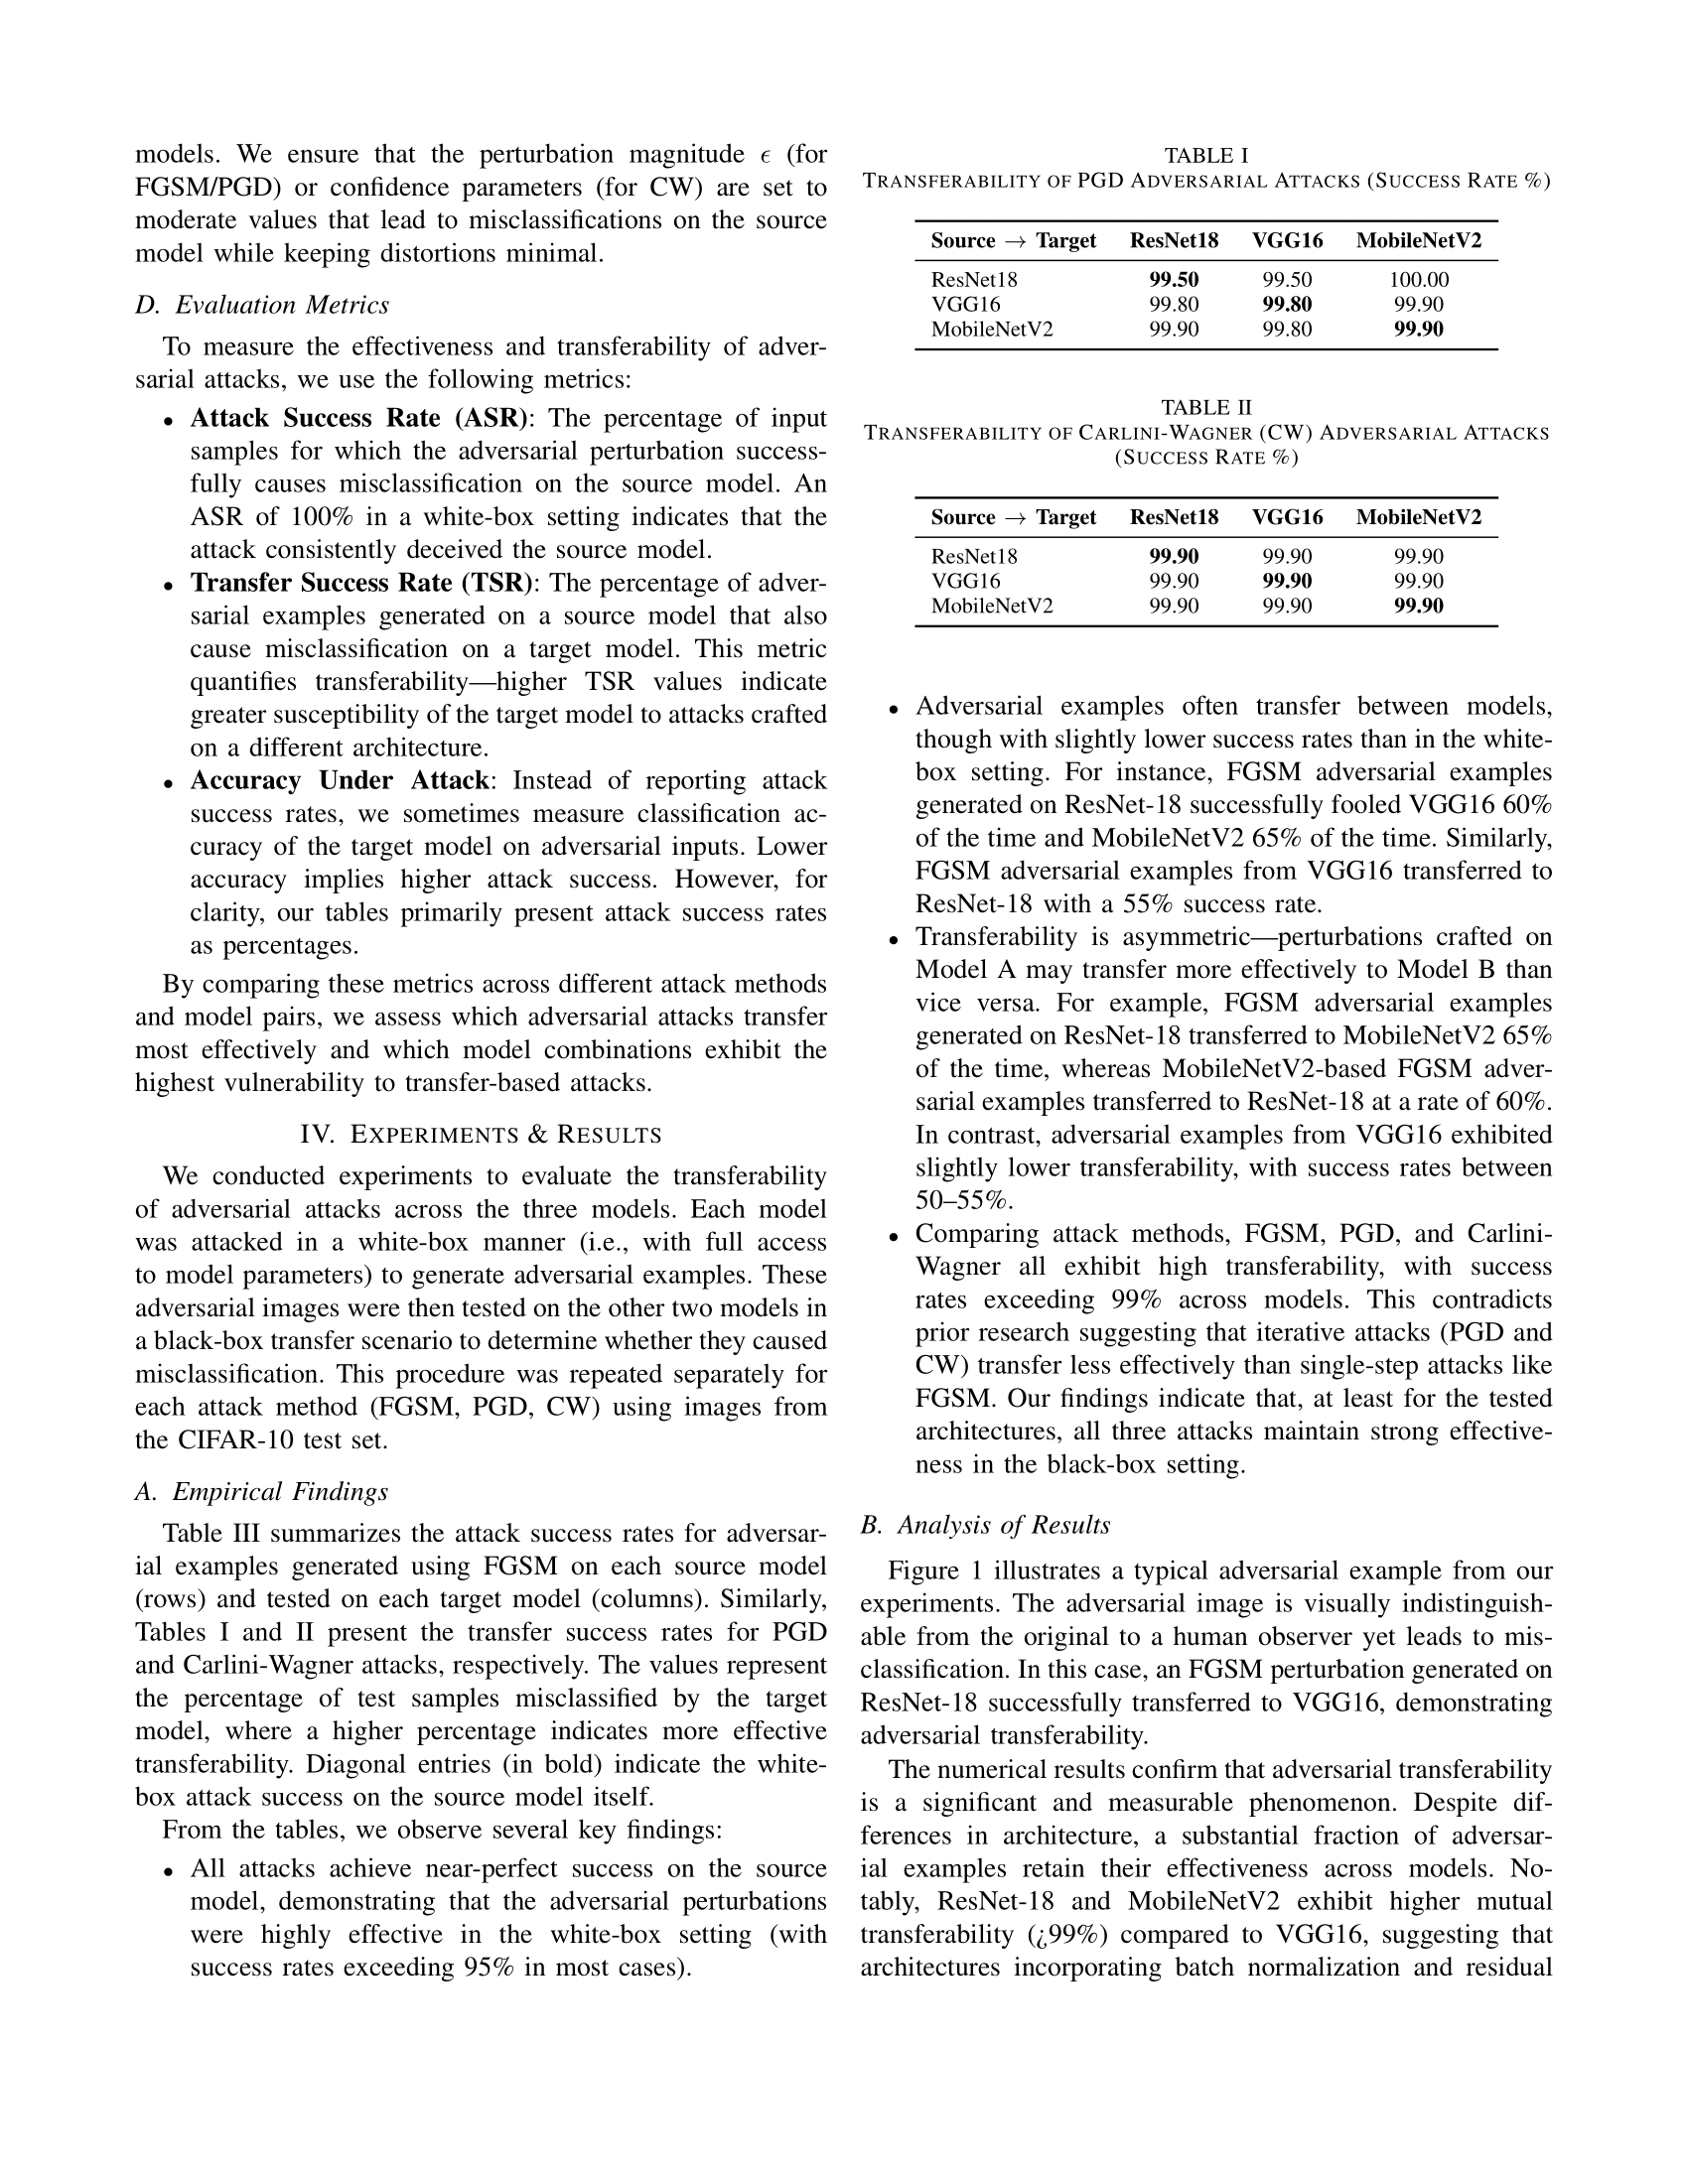 models. We ensure that the perturbation magnitude ϵ (for
FGSM/PGD) or confidence parameters (for CW) are set to
moderate values that lead to misclassifications on the source
model while keeping distortions minimal.
D. Evaluation Metrics
To measure the effectiveness and transferability of adver-
sarial attacks, we use the following metrics:
• Attack Success Rate (ASR): The percentage of input
samples for which the adversarial perturbation success-
fully causes misclassification on the source model. An
ASR of 100% in a white-box setting indicates that the
attack consistently deceived the source model.
• Transfer Success Rate (TSR): The percentage of adver-
sarial examples generated on a source model that also
cause misclassification on a target model. This metric
quantifies transferability—higher TSR values indicate
greater susceptibility of the target model to attacks crafted
on a different architecture.
• Accuracy Under Attack: Instead of reporting attack
success rates, we sometimes measure classification ac-
curacy of the target model on adversarial inputs. Lower
accuracy implies higher attack success. However, for
clarity, our tables primarily present attack success rates
as percentages.
By comparing these metrics across different attack methods
and model pairs, we assess which adversarial attacks transfer
most effectively and which model combinations exhibit the
highest vulnerability to transfer-based attacks.
IV. EXPERIMENTS & RESULTS
We conducted experiments to evaluate the transferability
of adversarial attacks across the three models. Each model
was attacked in a white-box manner (i.e., with full access
to model parameters) to generate adversarial examples. These
adversarial images were then tested on the other two models in
a black-box transfer scenario to determine whether they caused
misclassification. This procedure was repeated separately for
each attack method (FGSM, PGD, CW) using images from
the CIFAR-10 test set.
A. Empirical Findings
Table III summarizes the attack success rates for adversar-
ial examples generated using FGSM on each source model
(rows) and tested on each target model (columns). Similarly,
Tables I and II present the transfer success rates for PGD
and Carlini-Wagner attacks, respectively. The values represent
the percentage of test samples misclassified by the target
model, where a higher percentage indicates more effective
transferability. Diagonal entries (in bold) indicate the white-
box attack success on the source model itself.
From the tables, we observe several key findings:
• All attacks achieve near-perfect success on the source
model, demonstrating that the adversarial perturbations
were highly effective in the white-box setting (with
success rates exceeding 95% in most cases).
TABLE I
TRANSFERABILITY OF PGD ADVERSARIAL ATTACKS (SUCCESS RATE %)
Source → Target ResNet18 VGG16 MobileNetV2
ResNet18 99.50 99.50 100.00
VGG16 99.80 99.80 99.90
MobileNetV2 99.90 99.80 99.90
TABLE II
TRANSFERABILITY OF CARLINI-WAGNER (CW) ADVERSARIAL ATTACKS
(SUCCESS RATE %)
Source → Target ResNet18 VGG16 MobileNetV2
ResNet18 99.90 99.90 99.90
VGG16 99.90 99.90 99.90
MobileNetV2 99.90 99.90 99.90
• Adversarial examples often transfer between models,
though with slightly lower success rates than in the white-
box setting. For instance, FGSM adversarial examples
generated on ResNet-18 successfully fooled VGG16 60%
of the time and MobileNetV2 65% of the time. Similarly,
FGSM adversarial examples from VGG16 transferred to
ResNet-18 with a 55% success rate.
• Transferability is asymmetric—perturbations crafted on
Model A may transfer more effectively to Model B than
vice versa. For example, FGSM adversarial examples
generated on ResNet-18 transferred to MobileNetV2 65%
of the time, whereas MobileNetV2-based FGSM adver-
sarial examples transferred to ResNet-18 at a rate of 60%.
In contrast, adversarial examples from VGG16 exhibited
slightly lower transferability, with success rates between
50–55%.
• Comparing attack methods, FGSM, PGD, and Carlini-
Wagner all exhibit high transferability, with success
rates exceeding 99% across models. This contradicts
prior research suggesting that iterative attacks (PGD and
CW) transfer less effectively than single-step attacks like
FGSM. Our findings indicate that, at least for the tested
architectures, all three attacks maintain strong effective-
ness in the black-box setting.
B. Analysis of Results
Figure 1 illustrates a typical adversarial example from our
experiments. The adversarial image is visually indistinguish-
able from the original to a human observer yet leads to mis-
classification. In this case, an FGSM perturbation generated on
ResNet-18 successfully transferred to VGG16, demonstrating
adversarial transferability.
The numerical results confirm that adversarial transferability
is a significant and measurable phenomenon. Despite dif-
ferences in architecture, a substantial fraction of adversar-
ial examples retain their effectiveness across models. No-
tably, ResNet-18 and MobileNetV2 exhibit higher mutual
transferability (¿99%) compared to VGG16, suggesting that
architectures incorporating batch normalization and residual